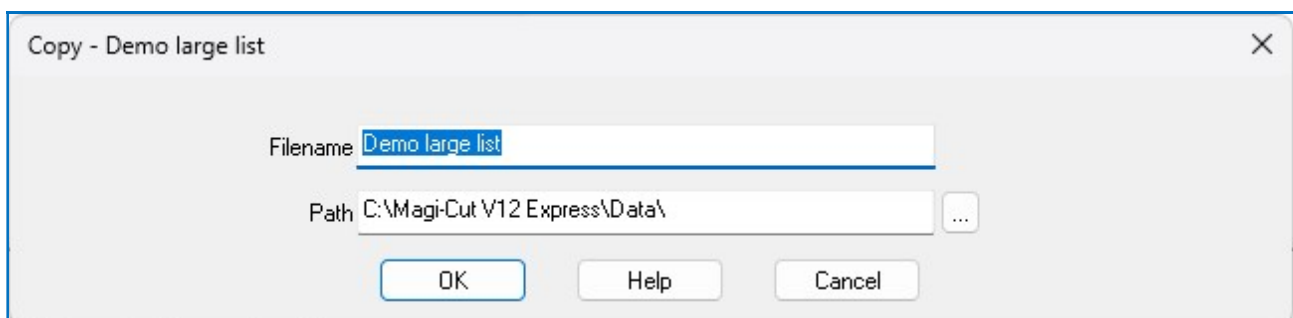 Copy - Demo large list
Filename Demo large list
Path C:\Magi-Cut V12 Express\Data\ ...
OK Help Cancel